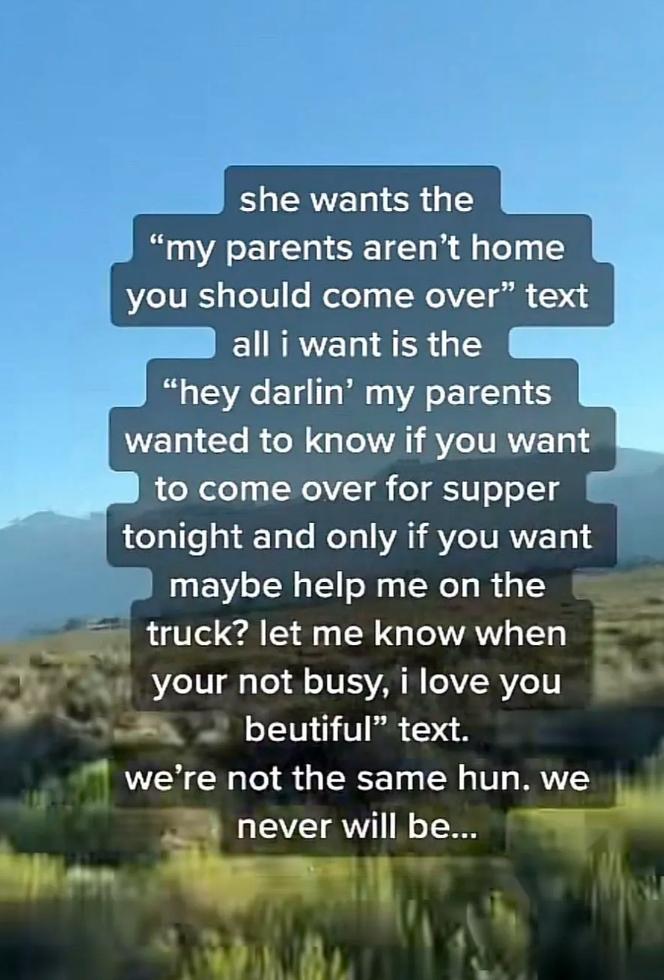 she wants the
“my parents aren’t home
you should come over” text
all i want is the
“hey darlin’ my parents
wanted to know if you want
to come over for supper
tonight and only if you want
maybe help me on the
truck? let me know when
your not busy, i love you
beutiful” text.
we’re not the same hun. we
never will be...